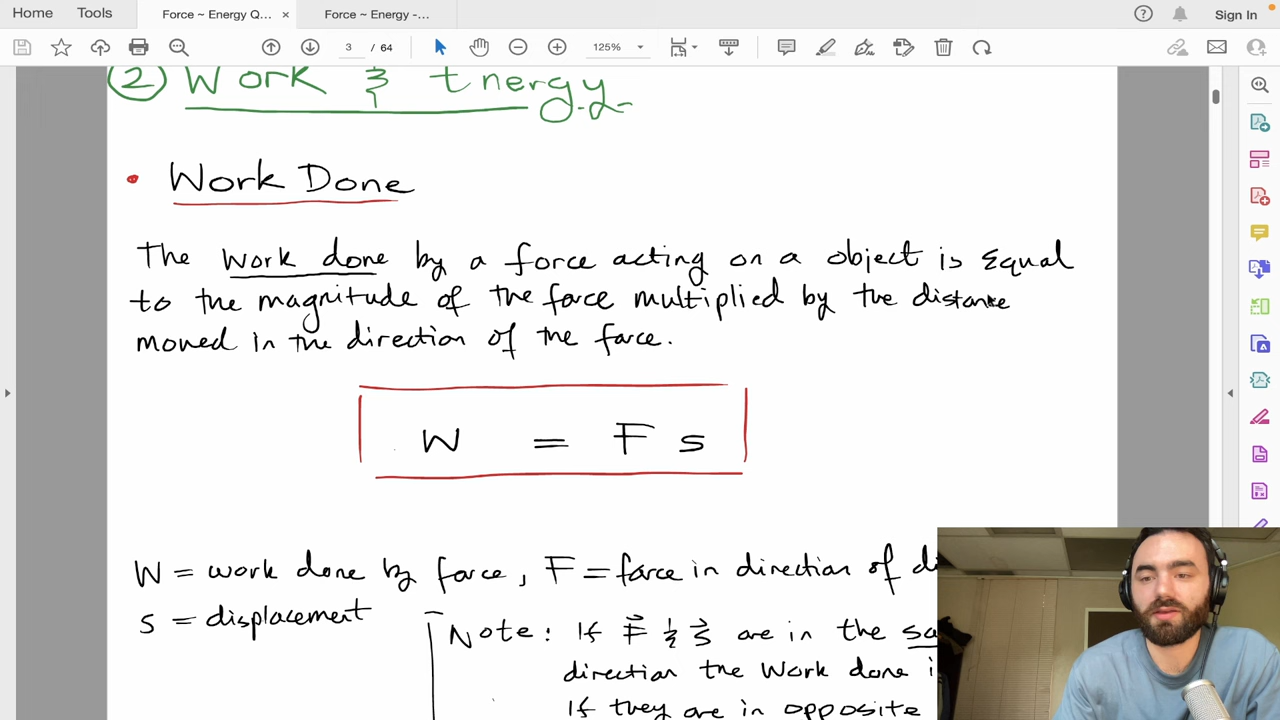 Home Tools Force ~ Energy Q... × Force ~ Energy -... Sign In
3 / 64 125%
② Work & Energy
• Work Done
The work done by a force acting on a object is Equal
to the magnitude of the force multiplied by the distance
moved in the direction of the force.
W = F s
W = work done by force, F = force in direction of di
s = displacement
Note: If F⃗ & s⃗ are in the sa
direction the Work done i
If they are in opposite